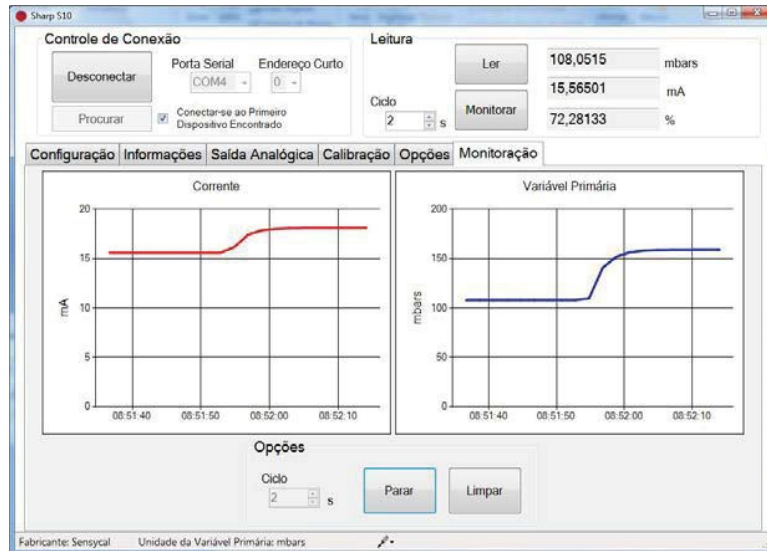 Sharp S10
Controle de Conexão
Leitura
Desconectar
Porta Serial
Endereço Curto
COM4
0
Procurar
Conectar-se ao Primeiro
Dispositivo Encontrado
Ler
108,0515
mbars
15,56501
mA
Ciclo
2
s
Monitorar
72,28133
%
Configuração
Informações
Saída Analógica
Calibração
Opções
Monitoração
Corrente
20
15
10
5
0
mA
08:51:40
08:51:50
08:52:00
08:52:10
Variável Primária
200
150
100
50
0
mbars
08:51:40
08:51:50
08:52:00
08:52:10
Opções
Ciclo
2
s
Parar
Limpar
Fabricante: Sensycal
Unidade da Variável Primária: mbars